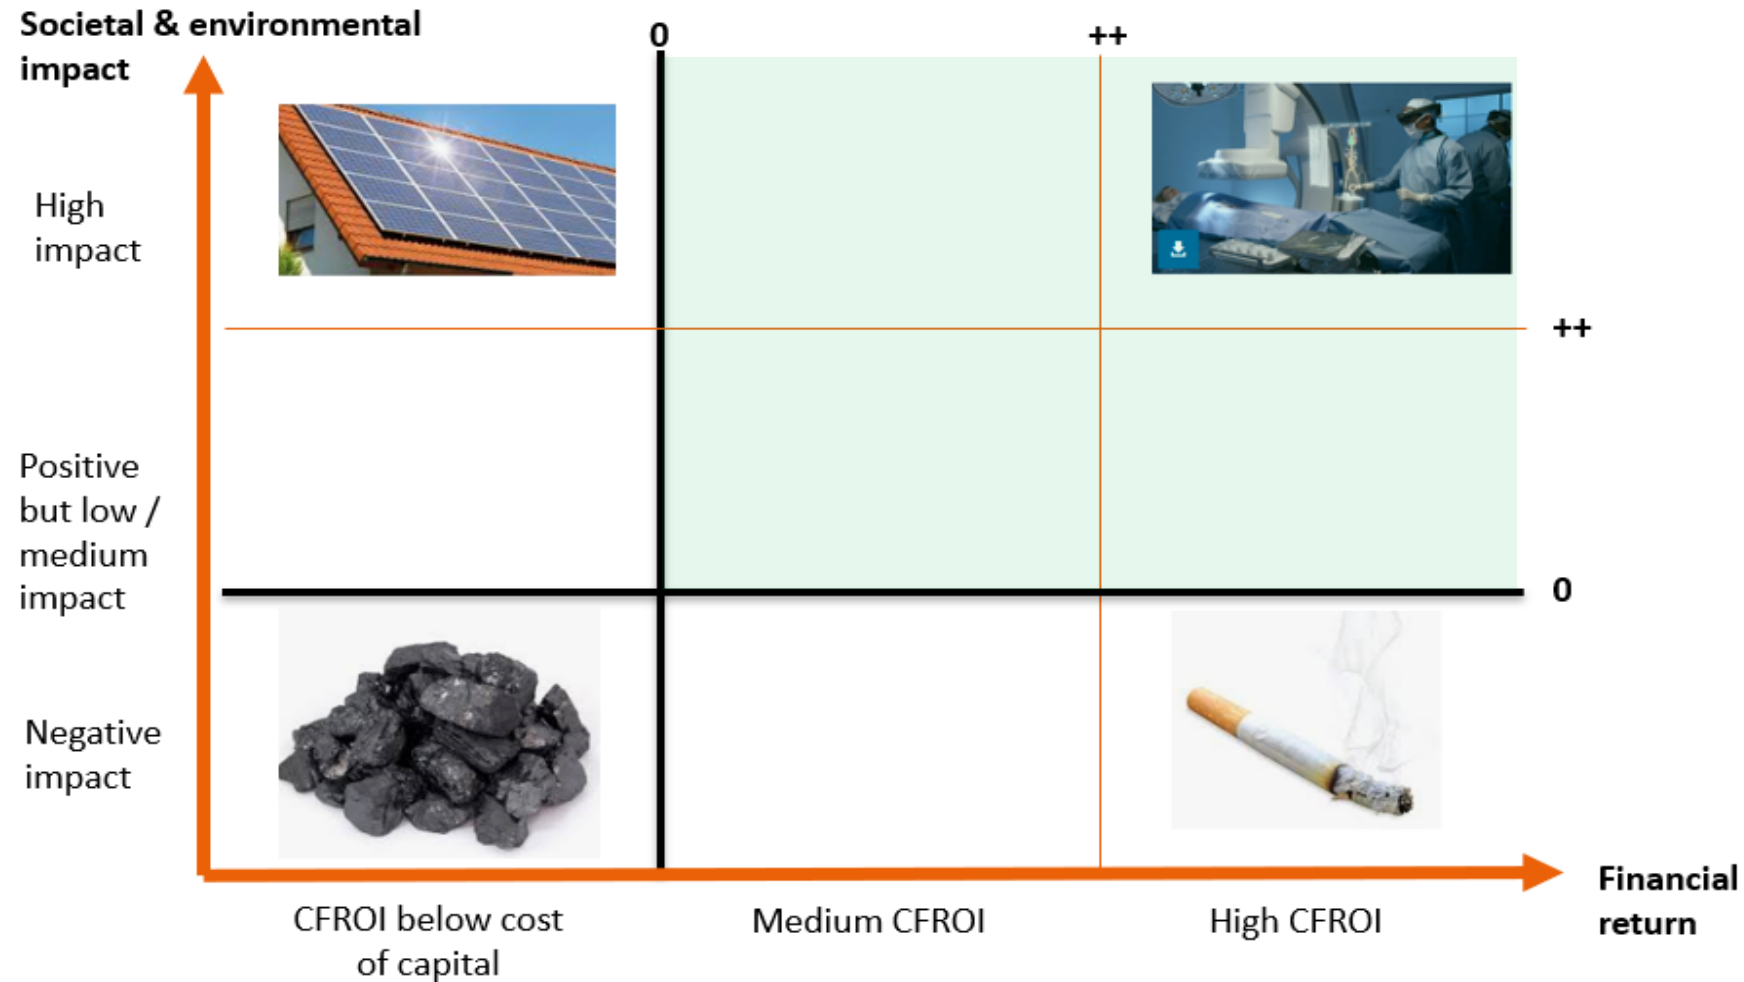 Societal & environmental
impact
0
++
High
impact
++
Positive
but low /
medium
impact
0
Negative
impact
Financial
return
CFROI below cost
of capital
Medium CFROI
High CFROI